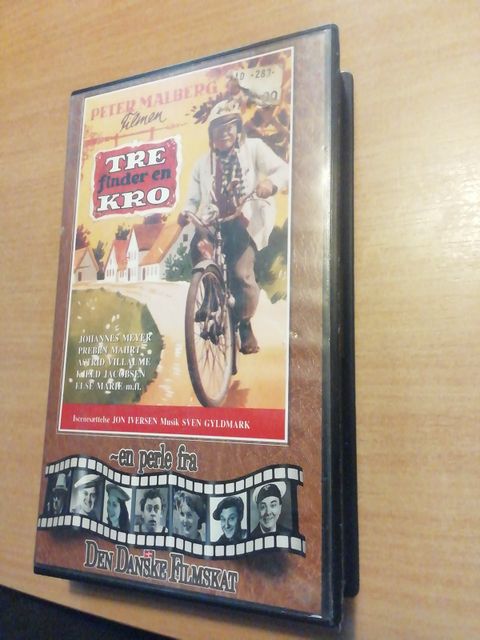 PETER MALBERG
Filmen
TRE
finder en
KRO
JOHANNES MEYER
PREBEN MAHRT
ASTRID VILLAUME
KJELD JACOBSEN
ELSE MARIE m.fl.
Iscenesættelse JON IVERSEN Musik SVEN GYLDMARK
~en perle fra
DEN DANSKE FILMSKAT